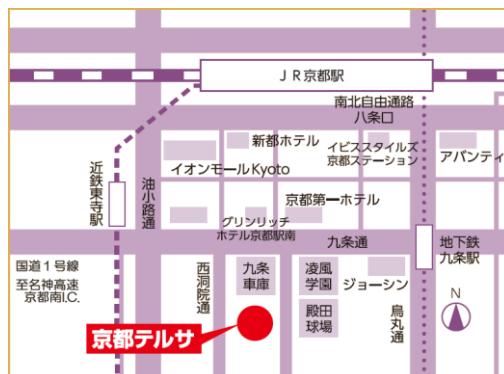 JR京都駅
南北自由通路
八条口
新都ホテル
イビススタイルズ
京都ステーション
アバンティ
イオンモールKyoto
近鉄東寺駅
油小路通
京都第一ホテル
グリンリッチ
ホテル京都駅南
九条通
地下鉄
九条駅
国道1号線
至名神高速
京都南I.C.
西洞院通
九条
車庫
凌風
学園
ジョーシン
烏丸通
N
殿田
球場
京都テルサ